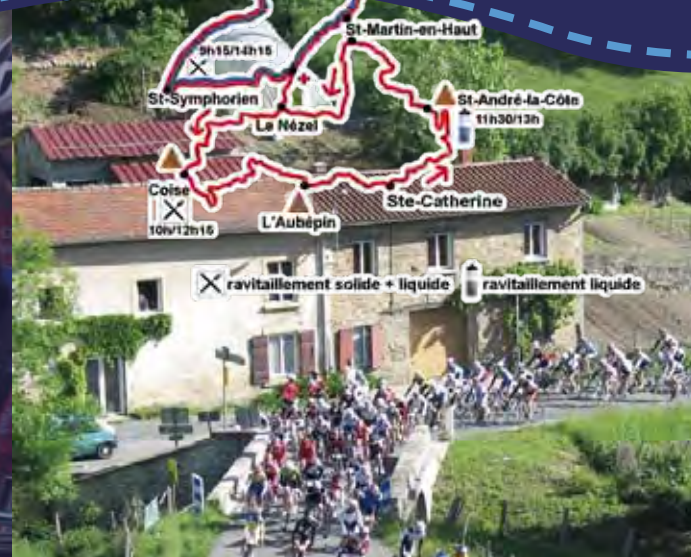 St-Martin-en-Haut
9h15/14h15
St-Symphorien
St-André-la-Côte
11h30/13h
Le Nézel
Coise
10h/12h15
L'Aubépin
Ste-Catherine
ravitaillement solide + liquide
ravitaillement liquide